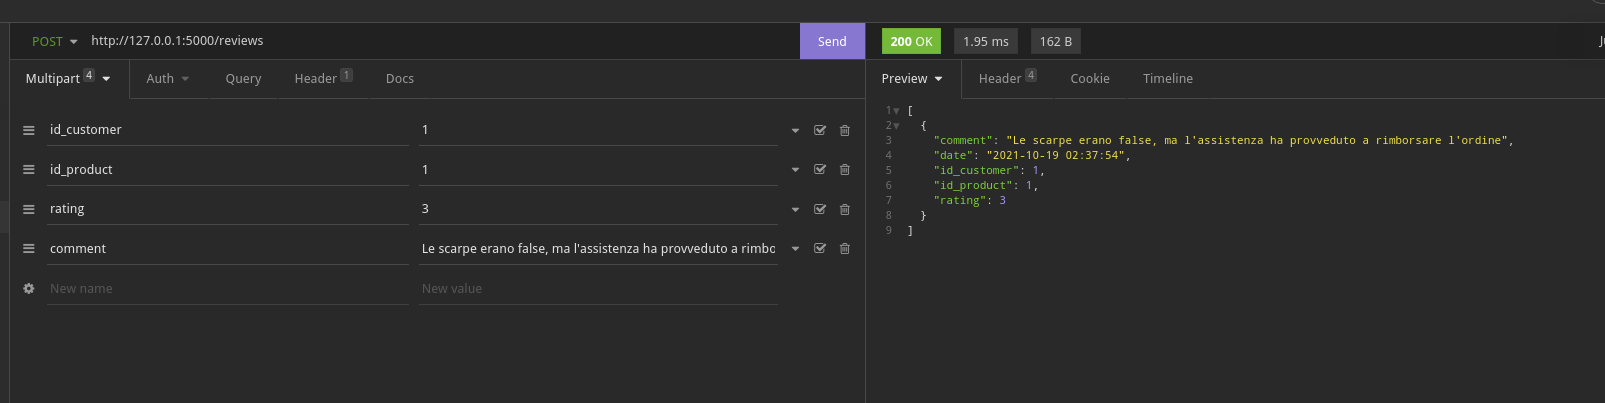 POST http://127.0.0.1:5000/reviews Send 200 OK 1.95 ms 162 B
Multipart 4 Auth Query Header 1 Docs Preview Header 4 Cookie Timeline
id_customer 1
id_product 1
rating 3
comment Le scarpe erano false, ma l'assistenza ha provveduto a rimbo
New name New value
1 [
2 {
3 "comment": "Le scarpe erano false, ma l'assistenza ha provveduto a rimborsare l'ordine",
4 "date": "2021-10-19 02:37:54",
5 "id_customer": 1,
6 "id_product": 1,
7 "rating": 3
8 }
9 ]